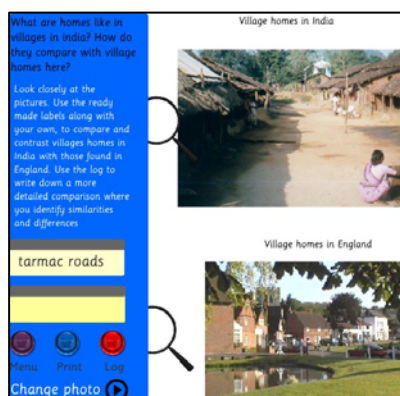 What are homes like in
villages in india? How do
they compare with village
homes here?
Look closely at the
pictures. Use the ready
made labels along with
your own, to compare and
contrast villages homes in
India with those found in
England. Use the log to
write down a more
detailed comparison where
you identify similarities
and differences
tarmac roads
Menu Print Log
Change photo
Village homes in India
Village homes in England